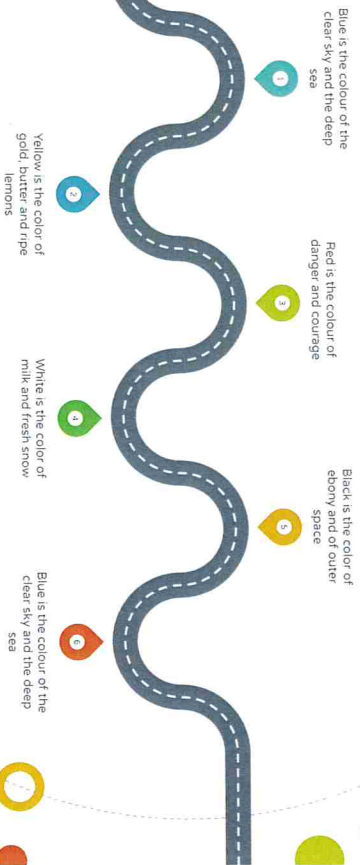 Blue is the colour of the
clear sky and the deep
sea
1
Yellow is the color of
gold, butter and ripe
lemons
2
Red is the colour of
danger and courage
3
White is the color of
milk and fresh snow
4
Black is the color of
ebony and of outer
space
5
Blue is the colour of the
clear sky and the deep
sea
6